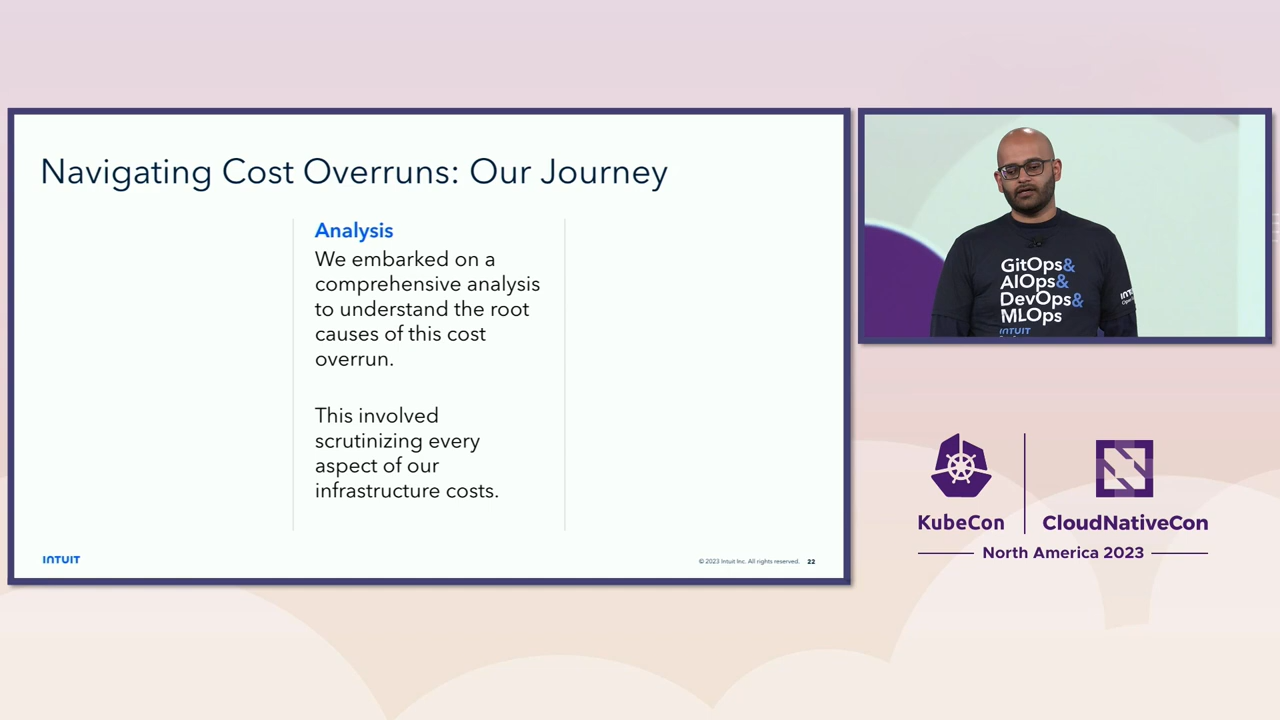 Navigating Cost Overruns: Our Journey
Analysis
We embarked on a
comprehensive analysis
to understand the root
causes of this cost
overrun.
This involved
scrutinizing every
aspect of our
infrastructure costs.
INTUIT
© 2023 Intuit Inc. All rights reserved. 22
GitOps&
AIOps&
DevOps&
MLOps
INTUIT
KubeCon
CloudNativeCon
North America 2023